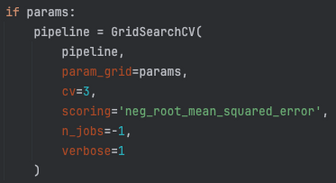 if params:
    pipeline = GridSearchCV(
        pipeline,
        param_grid=params,
        cv=3,
        scoring='neg_root_mean_squared_error',
        n_jobs=-1,
        verbose=1
    )